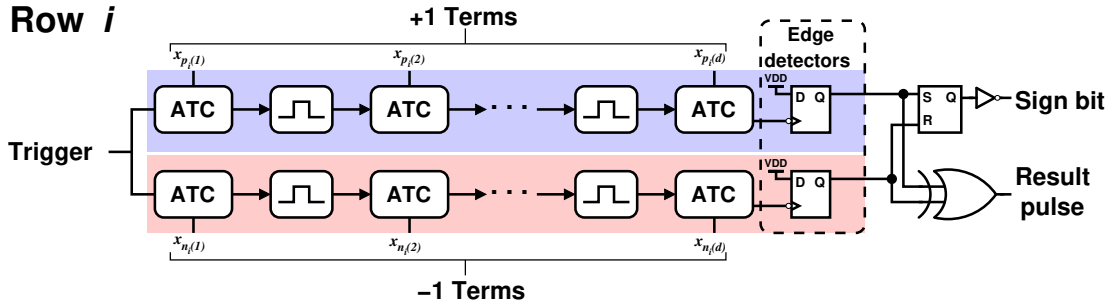 Row i
+1 Terms
x_{p_i(1)} x_{p_i(2)} x_{p_i(d)}
Edge
detectors
ATC ATC ATC
VDD
D Q
S Q
R
Sign bit
Trigger
ATC ATC ATC
VDD
D Q
Result
pulse
x_{n_i(1)} x_{n_i(2)} x_{n_i(d)}
−1 Terms